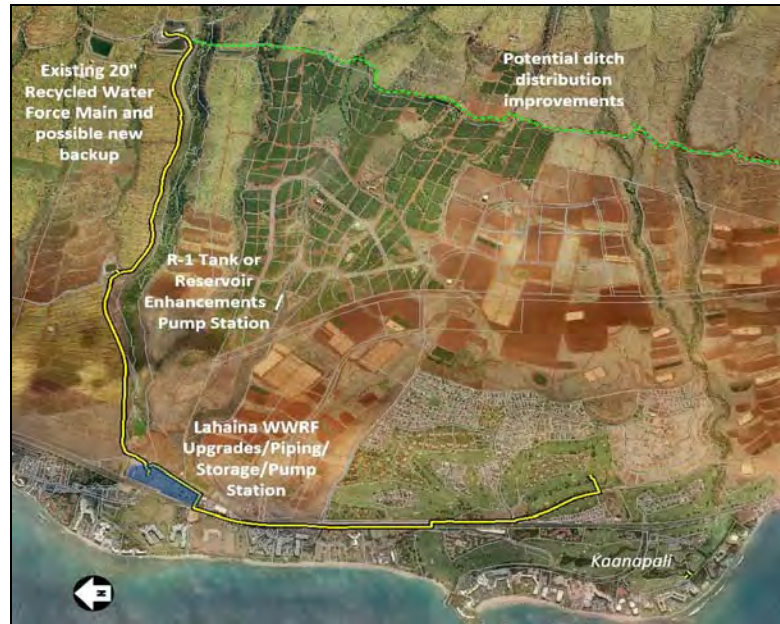 Existing 20"
Recycled Water
Force Main and
possible new
backup
Potential ditch
distribution
improvements
R-1 Tank or
Reservoir
Enhancements /
Pump Station
Lahaina WWRF
Upgrades/Piping/
Storage/Pump
Station
Kaanapali
N